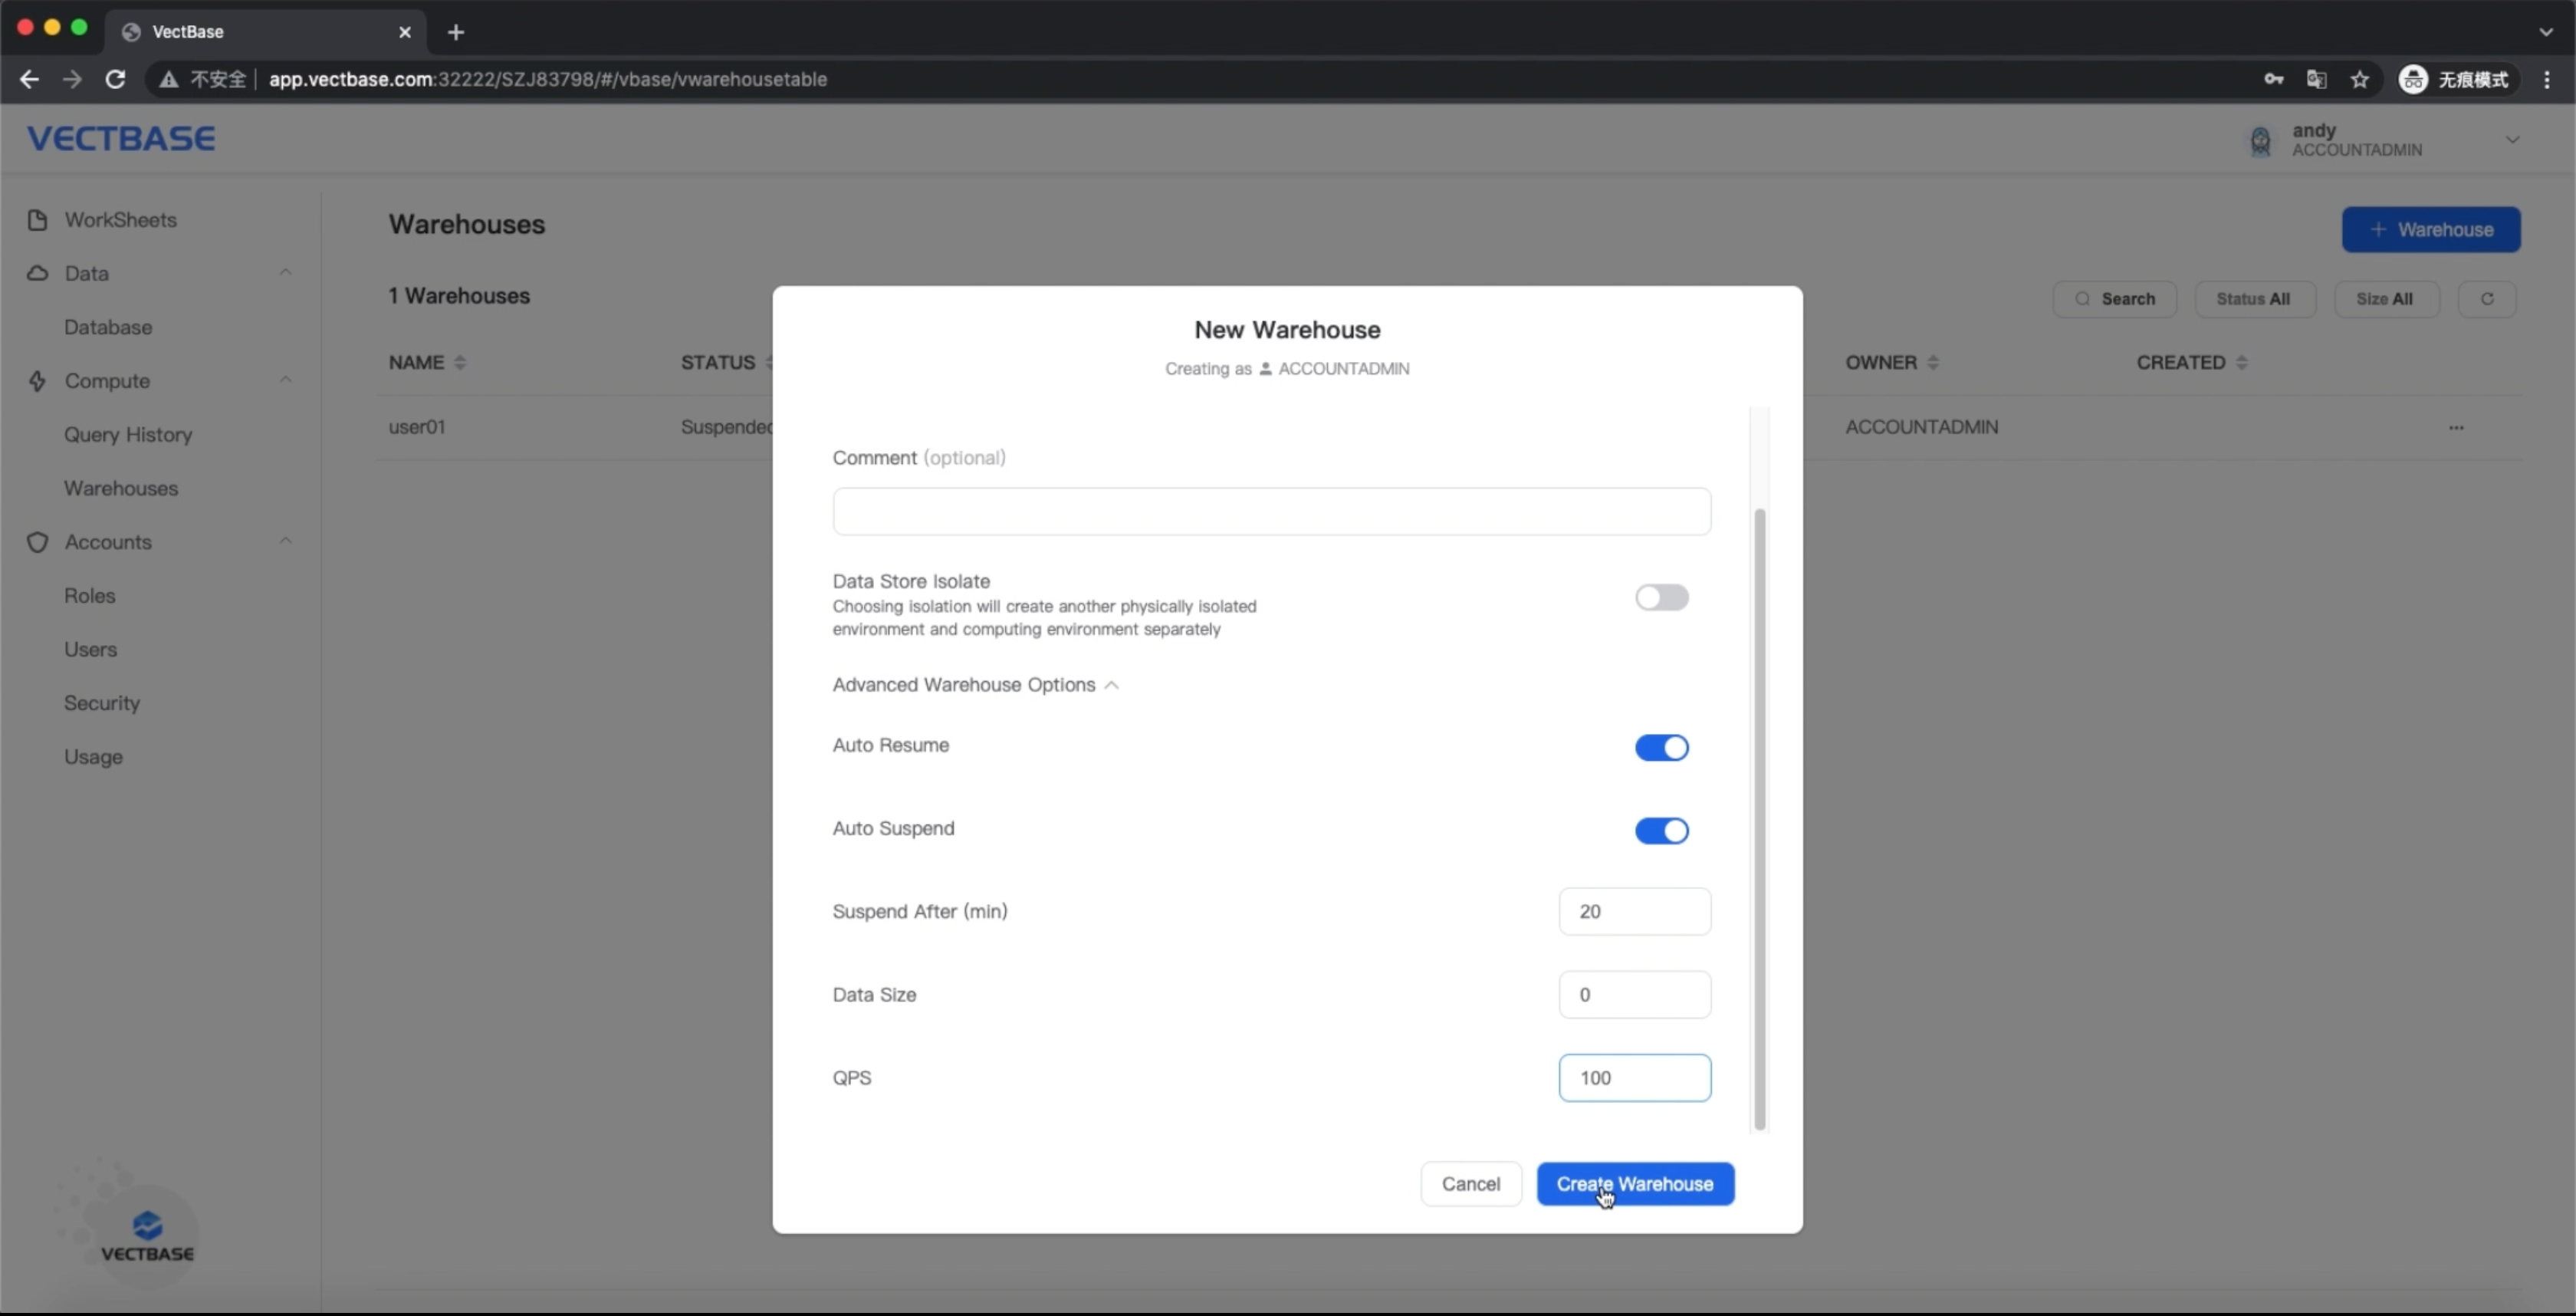 VectBase
不安全 app.vectbase.com:32222/SZJ83798/#/vbase/vwarehousetable 无痕模式
VECTBASE
andy
ACCOUNTADMIN
WorkSheets
Data
Database
Compute
Query History
Warehouses
Accounts
Roles
Users
Security
Usage
VECTBASE
Warehouses
+ Warehouse
1 Warehouses
Search
Status All
Size All
NAME STATUS OWNER CREATED
user01 Suspended ACCOUNTADMIN ...
New Warehouse
Creating as ACCOUNTADMIN
Comment (optional)
Data Store Isolate
Choosing isolation will create another physically isolated
environment and computing environment separately
Advanced Warehouse Options
Auto Resume
Auto Suspend
Suspend After (min) 20
Data Size 0
QPS 100
Cancel
Create Warehouse